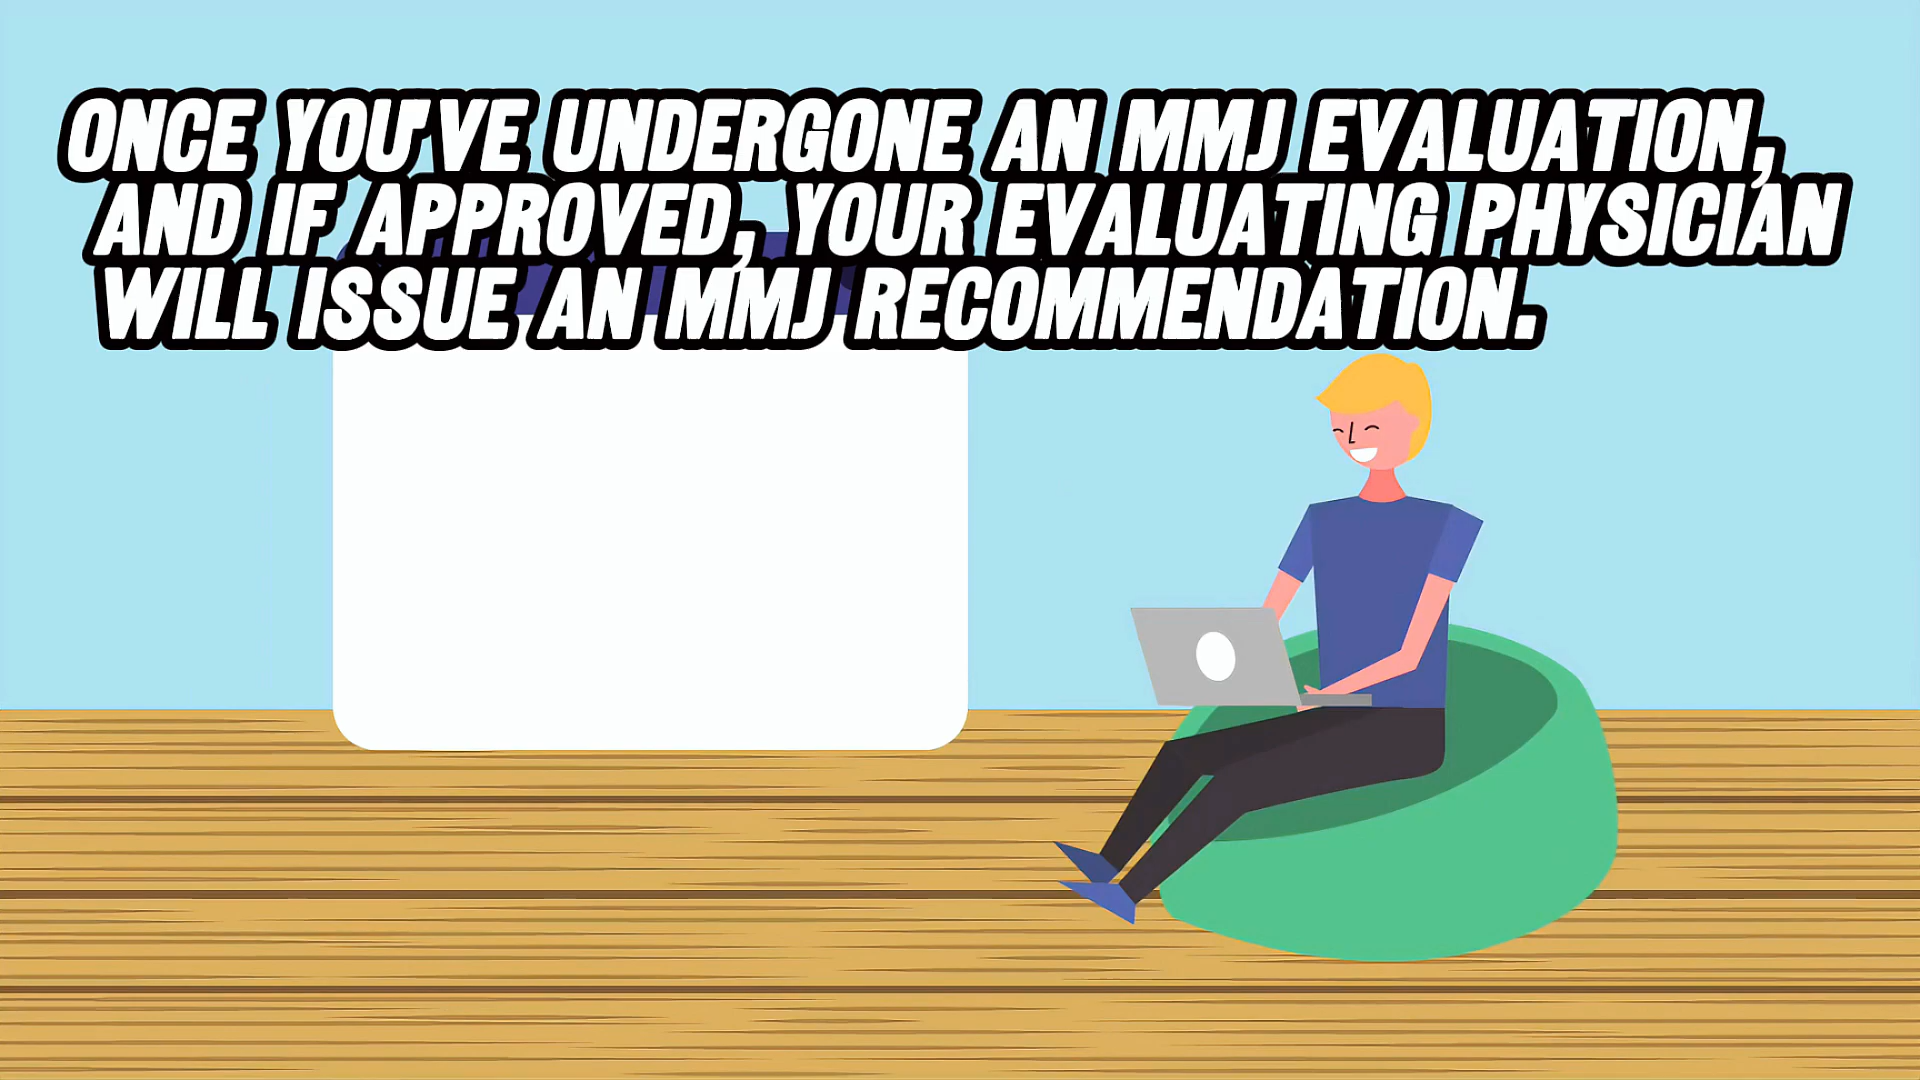 ONCE YOU'VE UNDERGONE AN MMJ EVALUATION,
AND IF APPROVED, YOUR EVALUATING PHYSICIAN
WILL ISSUE AN MMJ RECOMMENDATION.